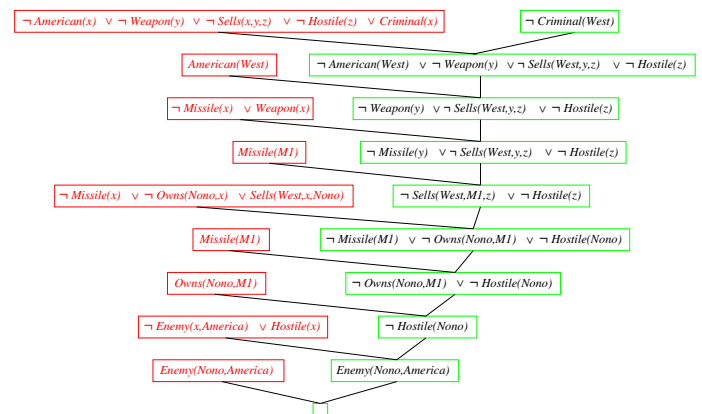 ¬ American(x) ∨ ¬ Weapon(y) ∨ ¬ Sells(x,y,z) ∨ ¬ Hostile(z) ∨ Criminal(x)
¬ Criminal(West)
American(West)
¬ American(West) ∨ ¬ Weapon(y) ∨ ¬ Sells(West,y,z) ∨ ¬ Hostile(z)
¬ Missile(x) ∨ Weapon(x)
¬ Weapon(y) ∨ ¬ Sells(West,y,z) ∨ ¬ Hostile(z)
Missile(M1)
¬ Missile(y) ∨ ¬ Sells(West,y,z) ∨ ¬ Hostile(z)
¬ Missile(x) ∨ ¬ Owns(Nono,x) ∨ Sells(West,x,Nono)
¬ Sells(West,M1,z) ∨ ¬ Hostile(z)
Missile(M1)
¬ Missile(M1) ∨ ¬ Owns(Nono,M1) ∨ ¬ Hostile(Nono)
Owns(Nono,M1)
¬ Owns(Nono,M1) ∨ ¬ Hostile(Nono)
¬ Enemy(x,America) ∨ Hostile(x)
¬ Hostile(Nono)
Enemy(Nono,America)
Enemy(Nono,America)